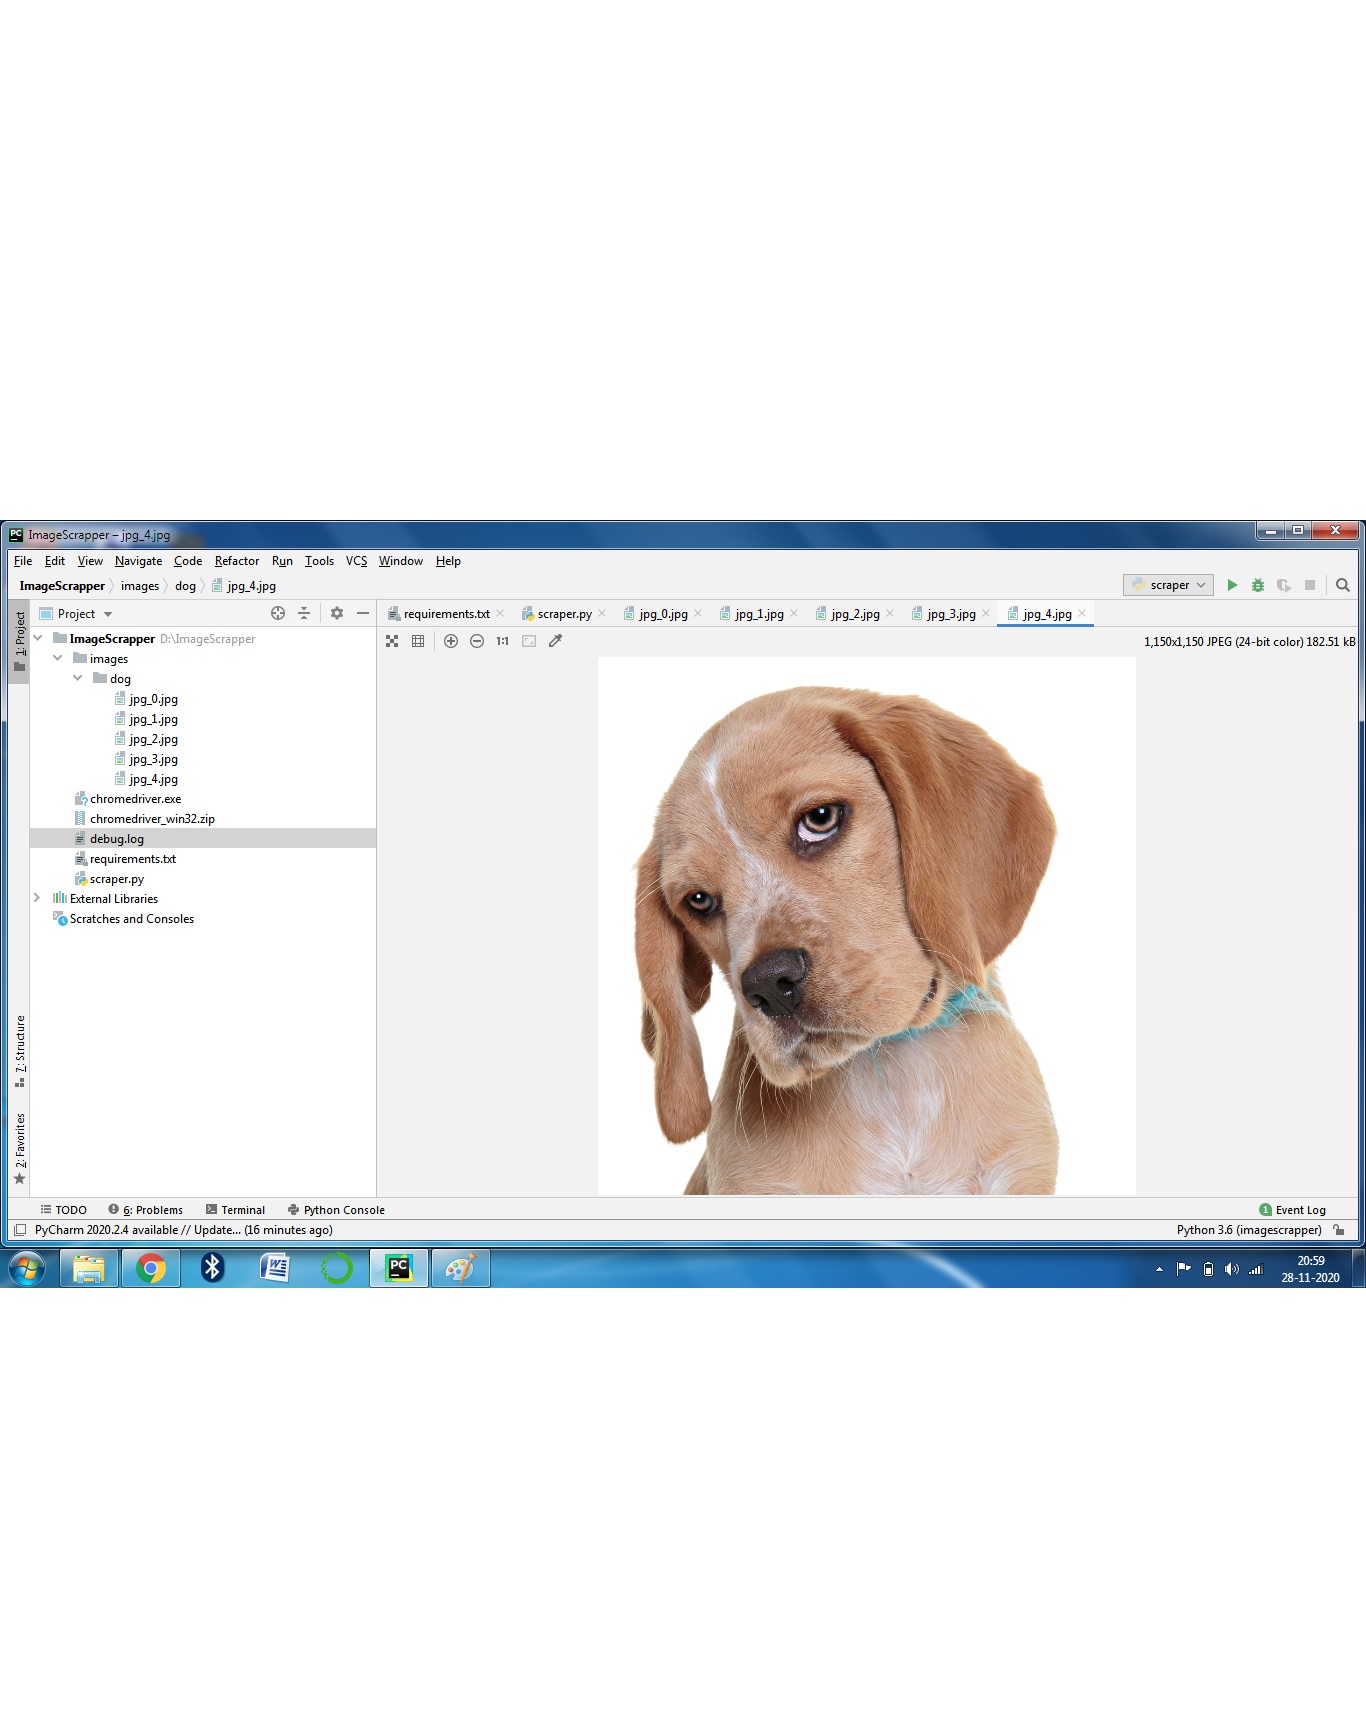 PC ImageScrapper – jpg_4.jpg
File Edit View Navigate Code Refactor Run Tools VCS Window Help
ImageScrapper images dog jpg_4.jpg scraper
1: Project
Project requirements.txt scraper.py jpg_0.jpg jpg_1.jpg jpg_2.jpg jpg_3.jpg jpg_4.jpg
ImageScrapper D:\ImageScrapper 1:1 1,150x1,150 JPEG (24-bit color) 182.51 kB
images
dog
jpg_0.jpg
jpg_1.jpg
jpg_2.jpg
jpg_3.jpg
jpg_4.jpg
chromedriver.exe
chromedriver_win32.zip
debug.log
requirements.txt
scraper.py
External Libraries
Scratches and Consoles
7: Structure
2: Favorites
TODO 6: Problems Terminal Python Console 1 Event Log
PyCharm 2020.2.4 available // Update... (16 minutes ago) Python 3.6 (imagescrapper)
W PC 20:59
28-11-2020